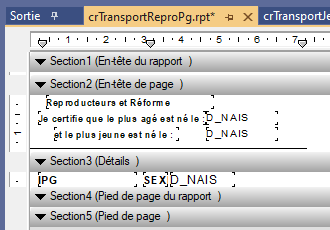 Sortie crTransportReproPg.rpt* crTransportJe
1 2 3 4 5 6 7
Section1 (En-tête du rapport )
Section2 (En-tête de page )
Reproducteurs et Réforme
Je certifie que le plus agé est né le : D_NAIS
et le plus jeune est né le : D_NAIS
1
Section3 (Détails )
PG SEX D_NAIS
Section4 (Pied de page du rapport )
Section5 (Pied de page )